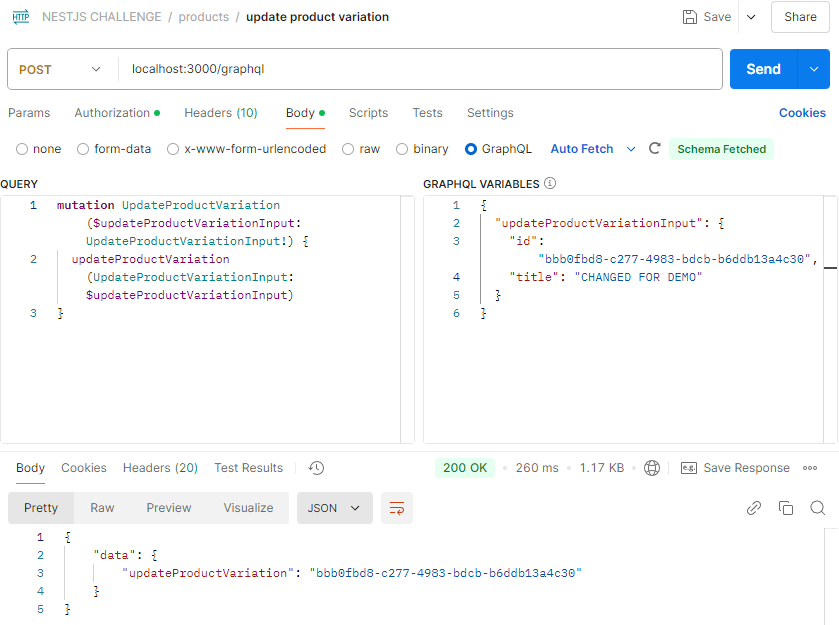 HTTP NESTJS CHALLENGE / products / update product variation Save Share
POST localhost:3000/graphql Send
Params Authorization Headers (10) Body Scripts Tests Settings Cookies
none form-data x-www-form-urlencoded raw binary GraphQL Auto Fetch Schema Fetched
QUERY
1 mutation UpdateProductVariation
($updateProductVariationInput:
UpdateProductVariationInput!) {
2 updateProductVariation
(UpdateProductVariationInput:
$updateProductVariationInput)
3 }
GRAPHQL VARIABLES
1 {
2 "updateProductVariationInput": {
3 "id":
"bbb0fbd8-c277-4983-bdcb-b6ddb13a4c30",
4 "title": "CHANGED FOR DEMO"
5 }
6 }
Body Cookies Headers (20) Test Results 200 OK 260 ms 1.17 KB e.g. Save Response
Pretty Raw Preview Visualize JSON
1 {
2 "data": {
3 "updateProductVariation": "bbb0fbd8-c277-4983-bdcb-b6ddb13a4c30"
4 }
5 }